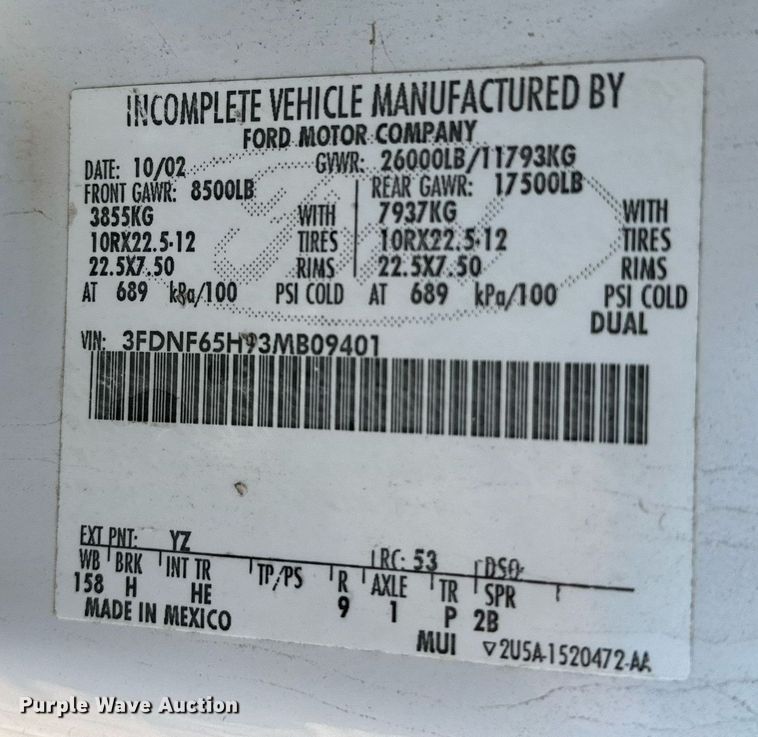 INCOMPLETE VEHICLE MANUFACTURED BY
FORD MOTOR COMPANY
DATE: 10/02 GVWR: 26000LB/11793KG
FRONT GAWR: 8500LB REAR GAWR: 17500LB
3855KG WITH 7937KG WITH
10RX22.5-12 TIRES 10RX22.5-12 TIRES
22.5X7.50 RIMS 22.5X7.50 RIMS
AT 689 kPa/100 PSI COLD AT 689 kPa/100 PSI COLD
DUAL
VIN: 3FDNF65H93MB09401
EXT PNT: YZ RC: 53 DSO:
WB BRK INT TR TP/PS R AXLE TR SPR
158 H HE 9 1 P 2B
MADE IN MEXICO MUI ▽2U5A-1520472-AA
Purple Wave Auction